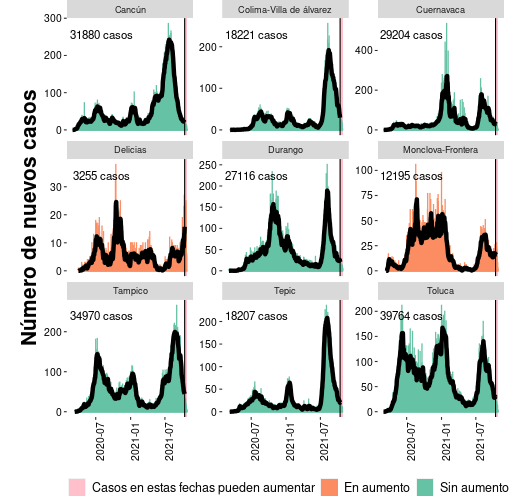 Número de nuevos casos
Cancún
Colima-Villa de álvarez
Cuernavaca
300
200
100
0
31880 casos
200
100
0
18221 casos
400
200
0
29204 casos
Delicias
Durango
Monclova-Frontera
30
20
10
0
3255 casos
250
200
150
100
50
0
27116 casos
100
75
50
25
0
12195 casos
Tampico
Tepic
Toluca
200
100
0
34970 casos
200
150
100
50
0
18207 casos
200
150
100
50
0
39764 casos
2020-07
2021-01
2021-07
2020-07
2021-01
2021-07
2020-07
2021-01
2021-07
Casos en estas fechas pueden aumentar
En aumento
Sin aumento